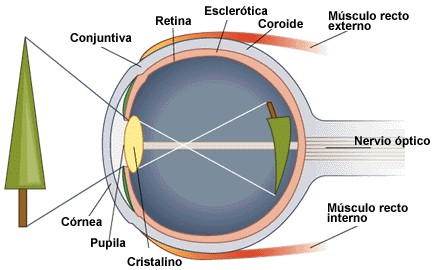 Esclerótica
Retina
Coroide
Músculo recto
externo
Conjuntiva
Nervio óptico
Córnea
Pupila
Cristalino
Músculo recto
interno